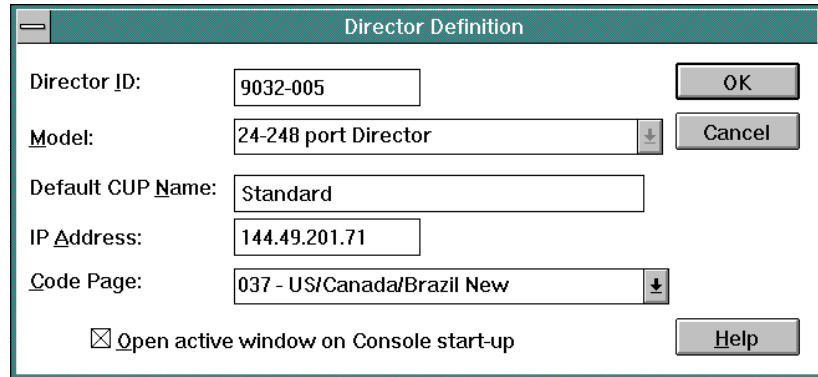 Director Definition
Director ID: 9032-005 OK
Model: 24-248 port Director Cancel
Default CUP Name: Standard
IP Address: 144.49.201.71
Code Page: 037 - US/Canada/Brazil New
Open active window on Console start-up Help